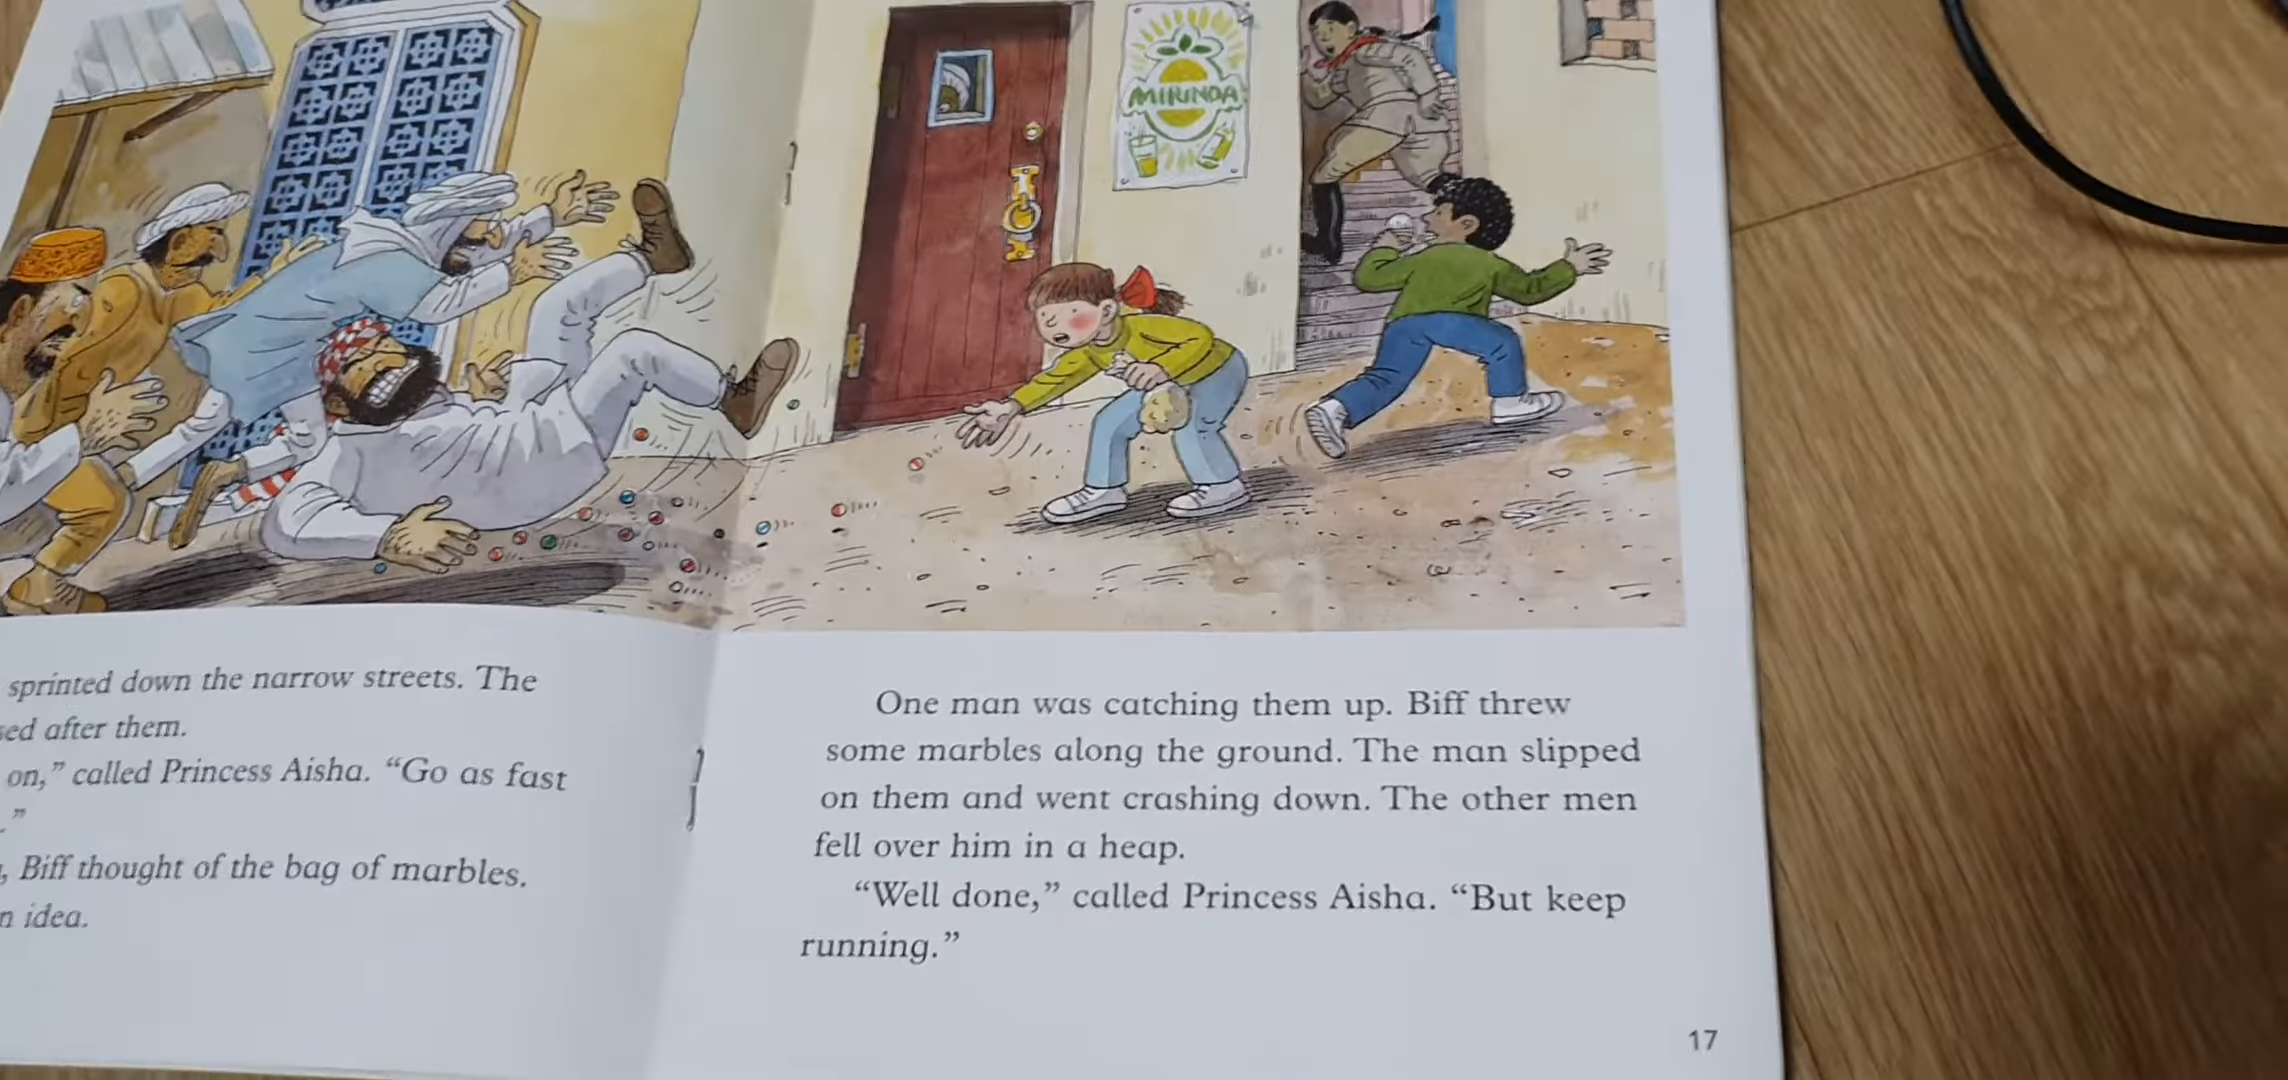 MIRINDA
sprinted down the narrow streets. The
sed after them.
on,” called Princess Aisha. “Go as fast
.”
, Biff thought of the bag of marbles.
n idea.
One man was catching them up. Biff threw
some marbles along the ground. The man slipped
on them and went crashing down. The other men
fell over him in a heap.
“Well done,” called Princess Aisha. “But keep
running.”
17